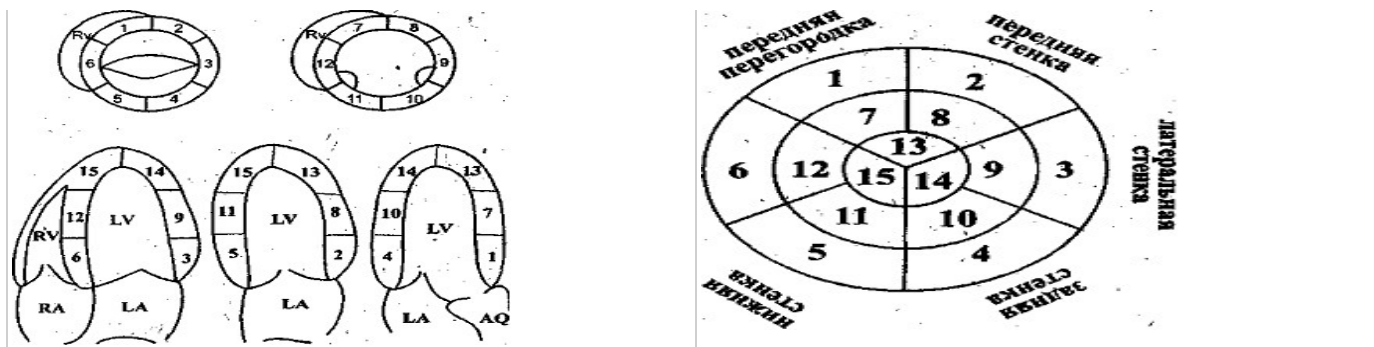 Rv 1 2 3 4 5 6
Rv 7 8 9 10 11 12
15 14
12 LV 9
RV
6 3
RA LA
15 13
11 LV 8
5 2
LA
14 13
10 LV 7
4 1
LA AQ
передняя
перегородка
передняя
стенка
латеральная
стенка
задняя
стенка
нижняя
стенка
1 2
7 8
13
6 12 15 14 9 3
11 10
5 4